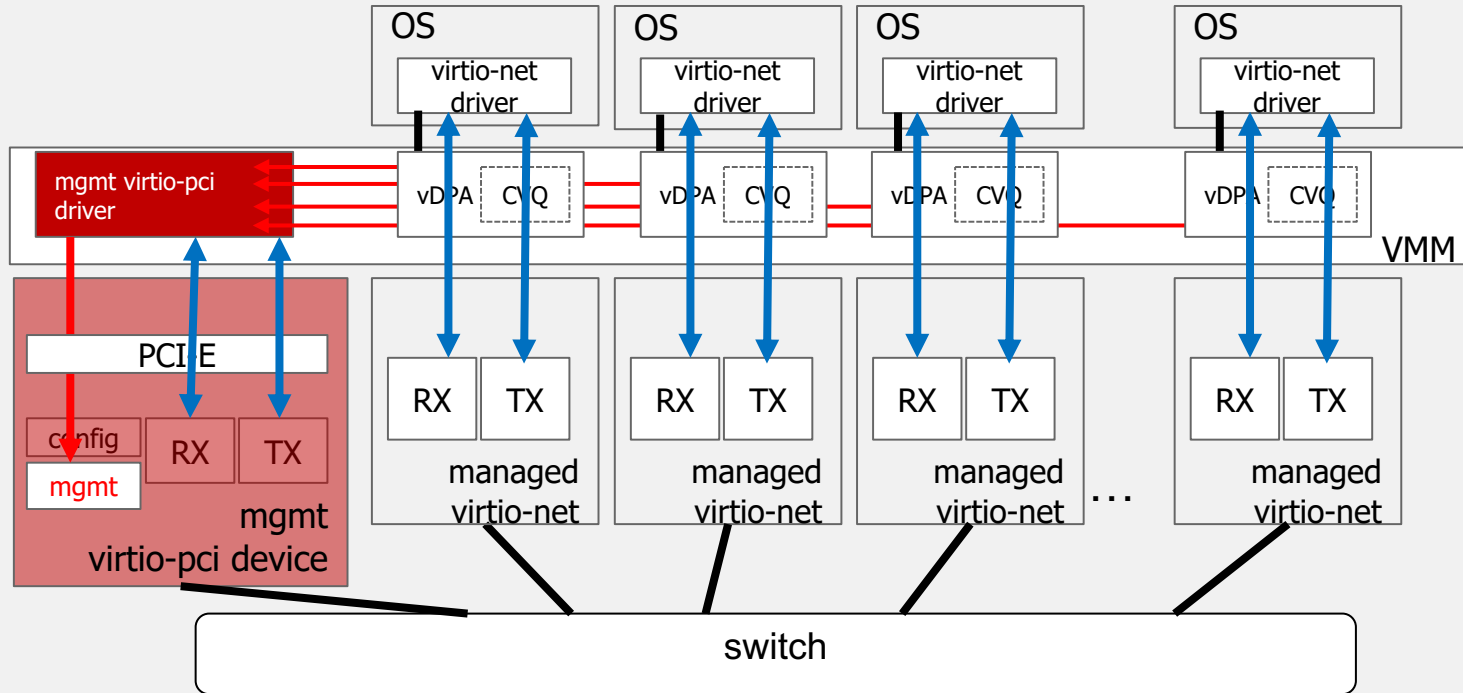 OS
virtio-net
driver
OS
virtio-net
driver
OS
virtio-net
driver
OS
virtio-net
driver
mgmt virtio-pci
driver
vDPA
CVQ
vDPA
CVQ
vDPA
CVQ
vDPA
CVQ
VMM
PCI-E
config
mgmt
RX
TX
mgmt
virtio-pci device
RX
TX
managed
virtio-net
RX
TX
managed
virtio-net
RX
TX
managed
virtio-net
...
RX
TX
managed
virtio-net
switch